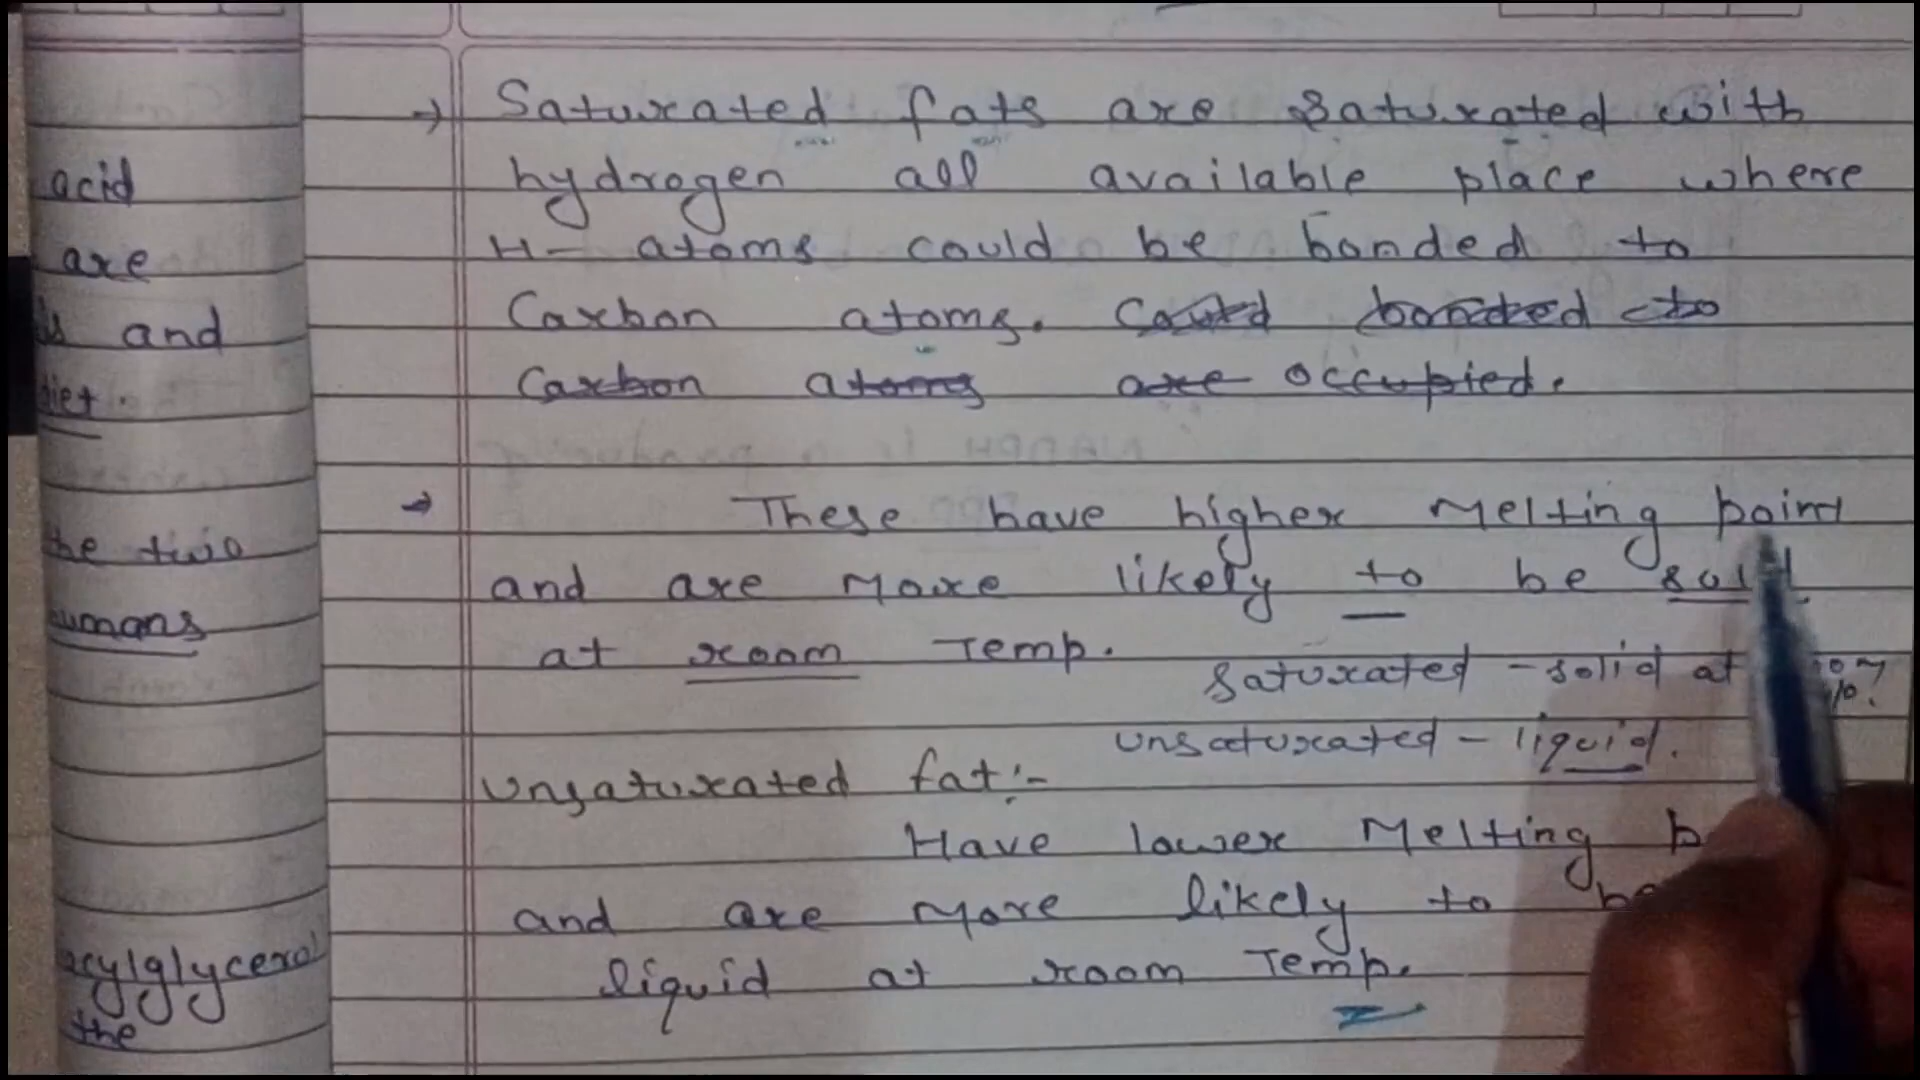 acid
are
and
diet.
the two
humans
acylglycerol
the
→ Saturated fats are saturated with
hydrogen all available place where
H- atoms could be bonded to
Carbon atoms. Could bonded to
Carbon atoms are occupied.
→ These have higher Melting point
and are more likely to be solid
at room Temp.
Saturated - solid at
unsaturated - liquid.
unsaturated fat:-
Have lower Melting
and are more likely to be
liquid at room Temp.